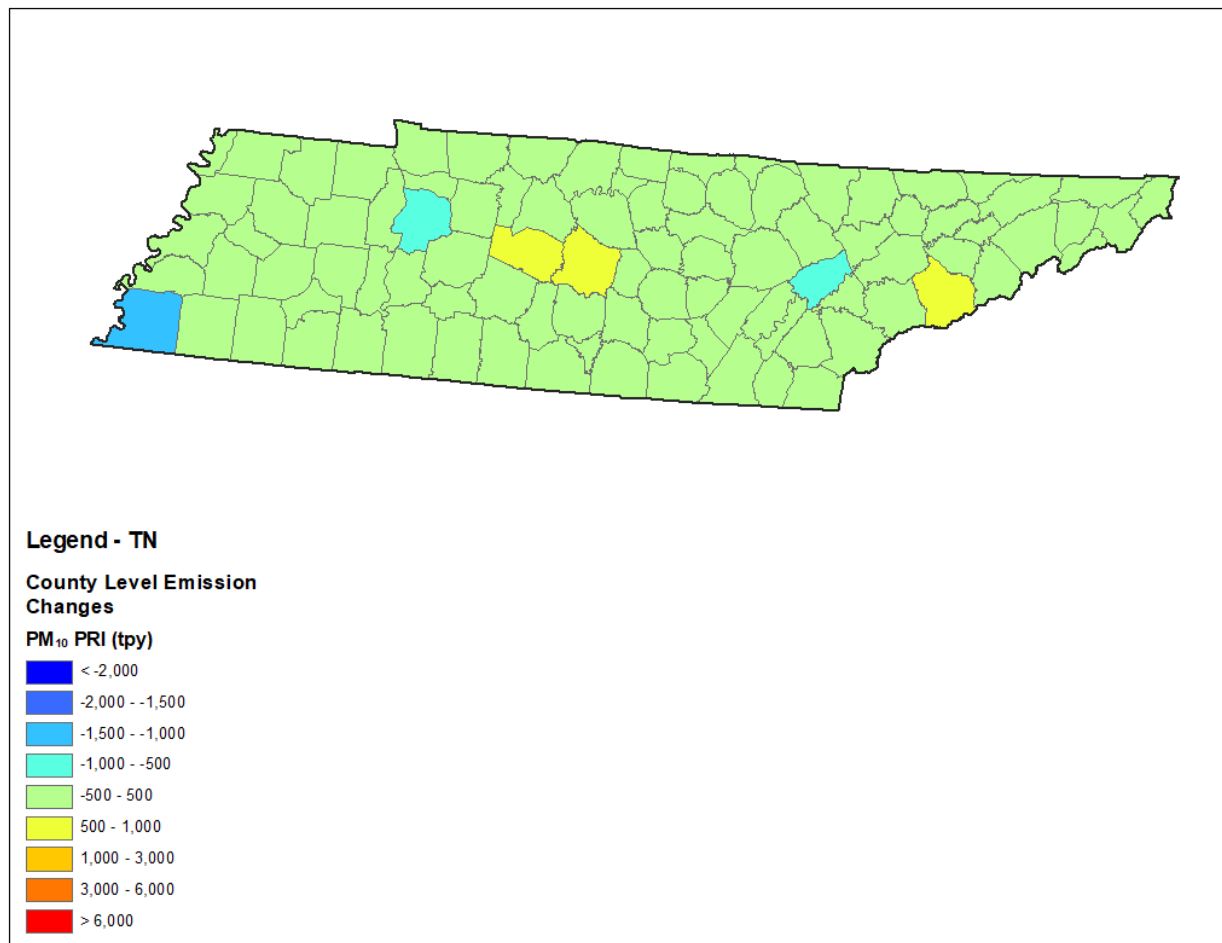 Legend - TN
County Level Emission
Changes
PM₁₀ PRI (tpy)
< -2,000
-2,000 - -1,500
-1,500 - -1,000
-1,000 - -500
-500 - 500
500 - 1,000
1,000 - 3,000
3,000 - 6,000
> 6,000